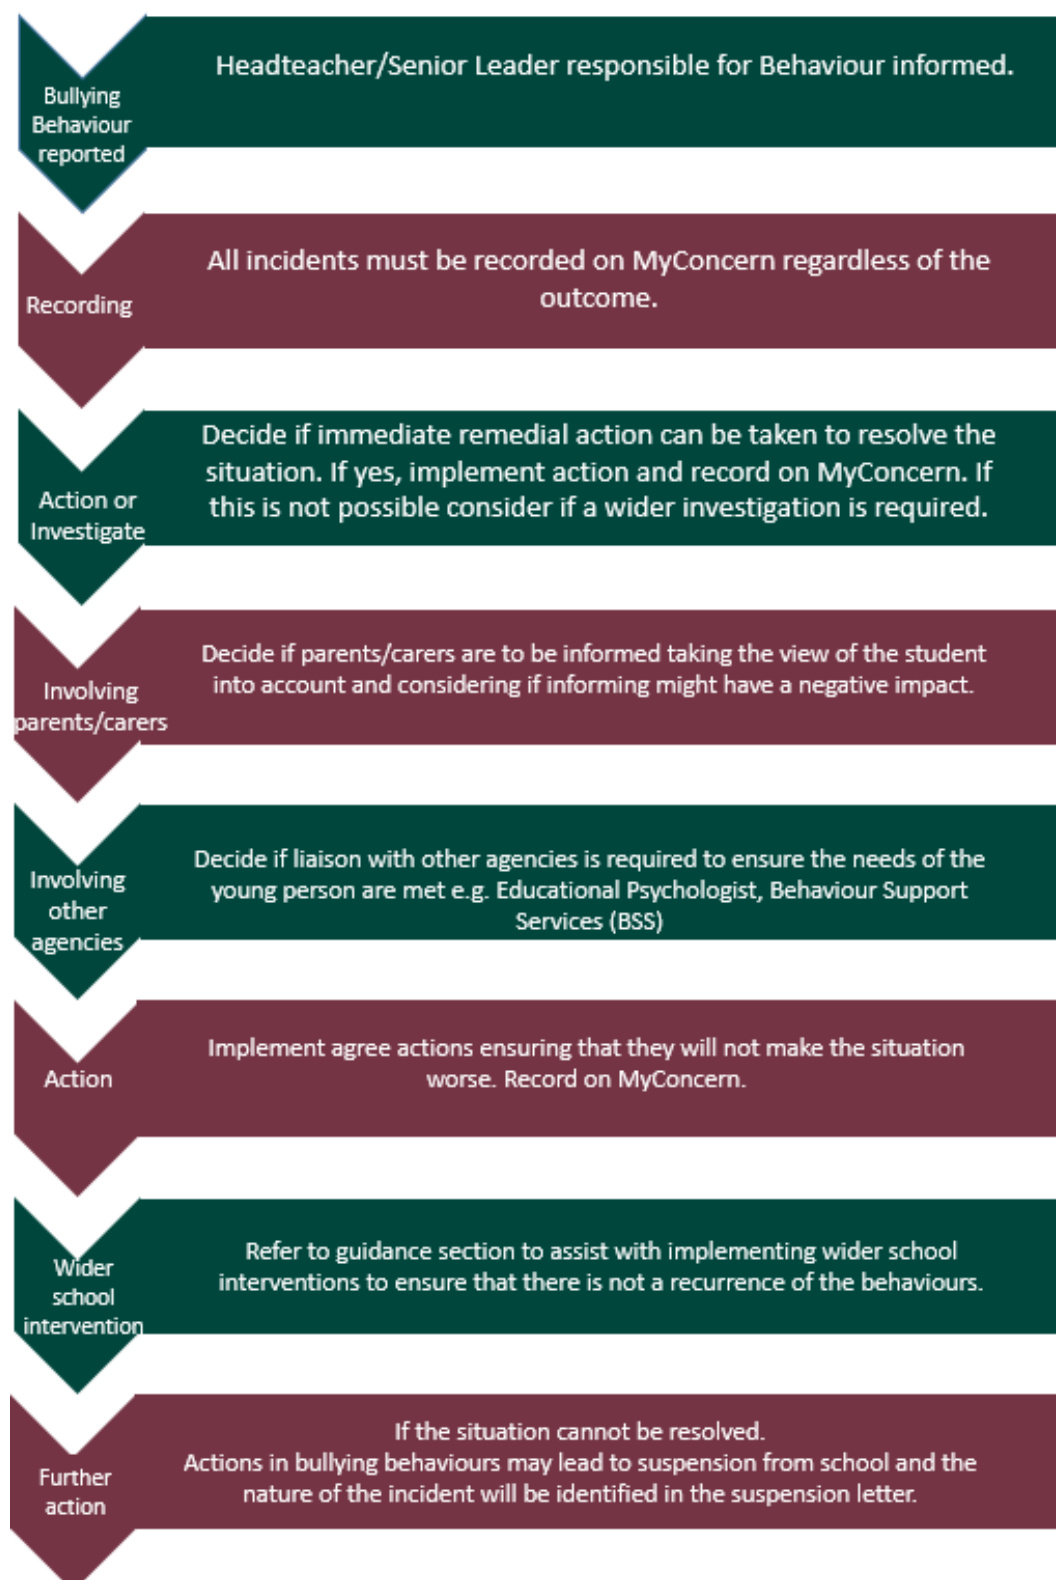 Bullying
Behaviour
reported
Headteacher/Senior Leader responsible for Behaviour informed.
Recording
All incidents must be recorded on MyConcern regardless of the
outcome.
Action or
Investigate
Decide if immediate remedial action can be taken to resolve the
situation. If yes, implement action and record on MyConcern. If
this is not possible consider if a wider investigation is required.
Involving
parents/carers
Decide if parents/carers are to be informed taking the view of the student
into account and considering if informing might have a negative impact.
Involving
other
agencies
Decide if liaison with other agencies is required to ensure the needs of the
young person are met e.g. Educational Psychologist, Behaviour Support
Services (BSS)
Action
Implement agree actions ensuring that they will not make the situation
worse. Record on MyConcern.
Wider
school
intervention
Refer to guidance section to assist with implementing wider school
interventions to ensure that there is not a recurrence of the behaviours.
Further
action
If the situation cannot be resolved.
Actions in bullying behaviours may lead to suspension from school and the
nature of the incident will be identified in the suspension letter.